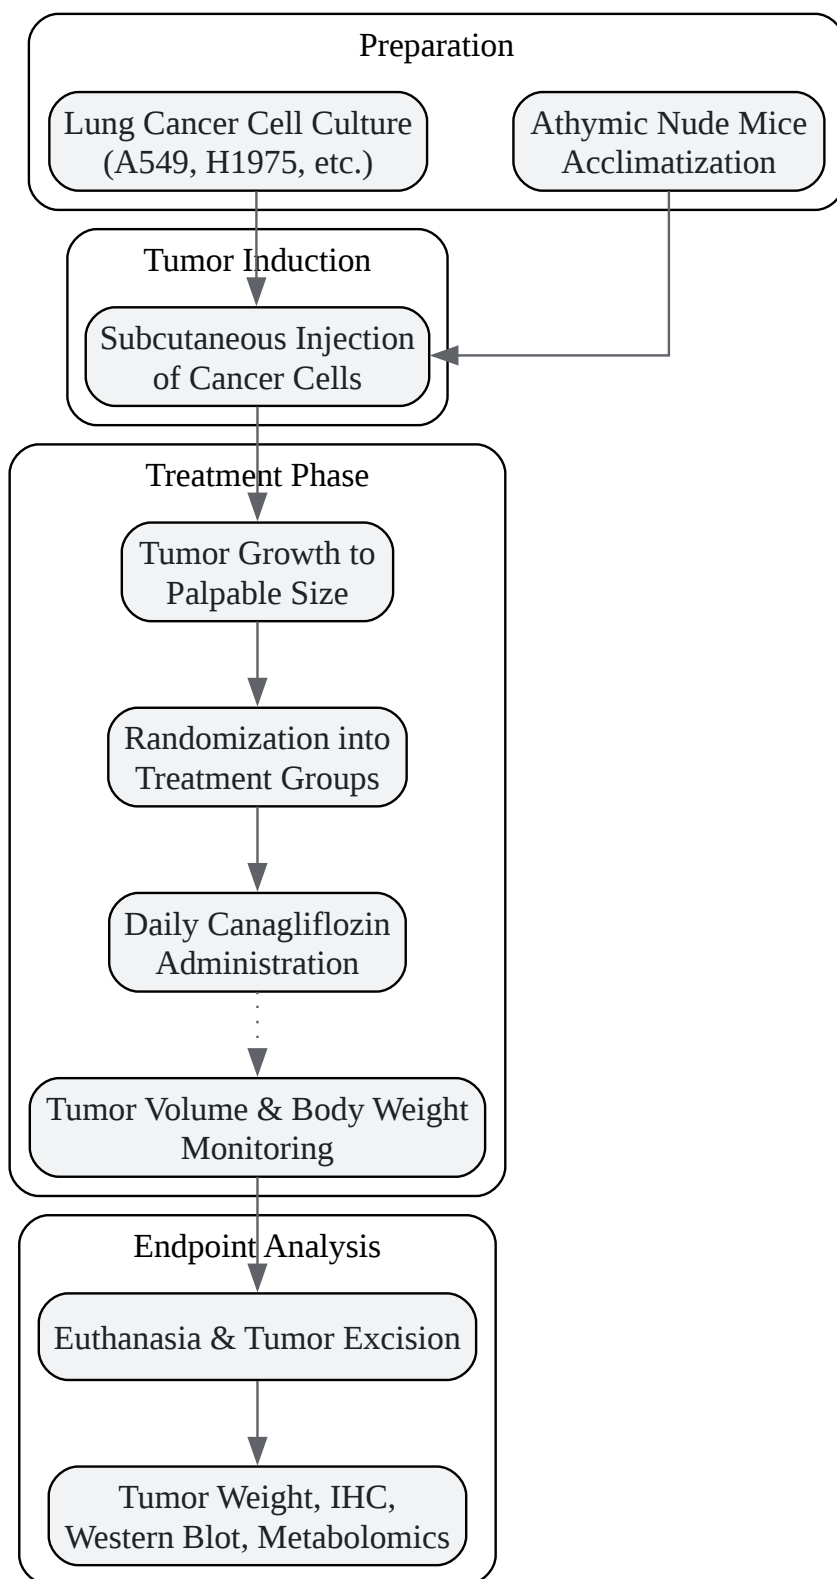 Preparation
Lung Cancer Cell Culture
(A549, H1975, etc.)
Athymic Nude Mice
Acclimatization
Tumor Induction
Subcutaneous Injection
of Cancer Cells
Treatment Phase
Tumor Growth to
Palpable Size
Randomization into
Treatment Groups
Daily Canagliflozin
Administration
Tumor Volume & Body Weight
Monitoring
Endpoint Analysis
Euthanasia & Tumor Excision
Tumor Weight, IHC,
Western Blot, Metabolomics